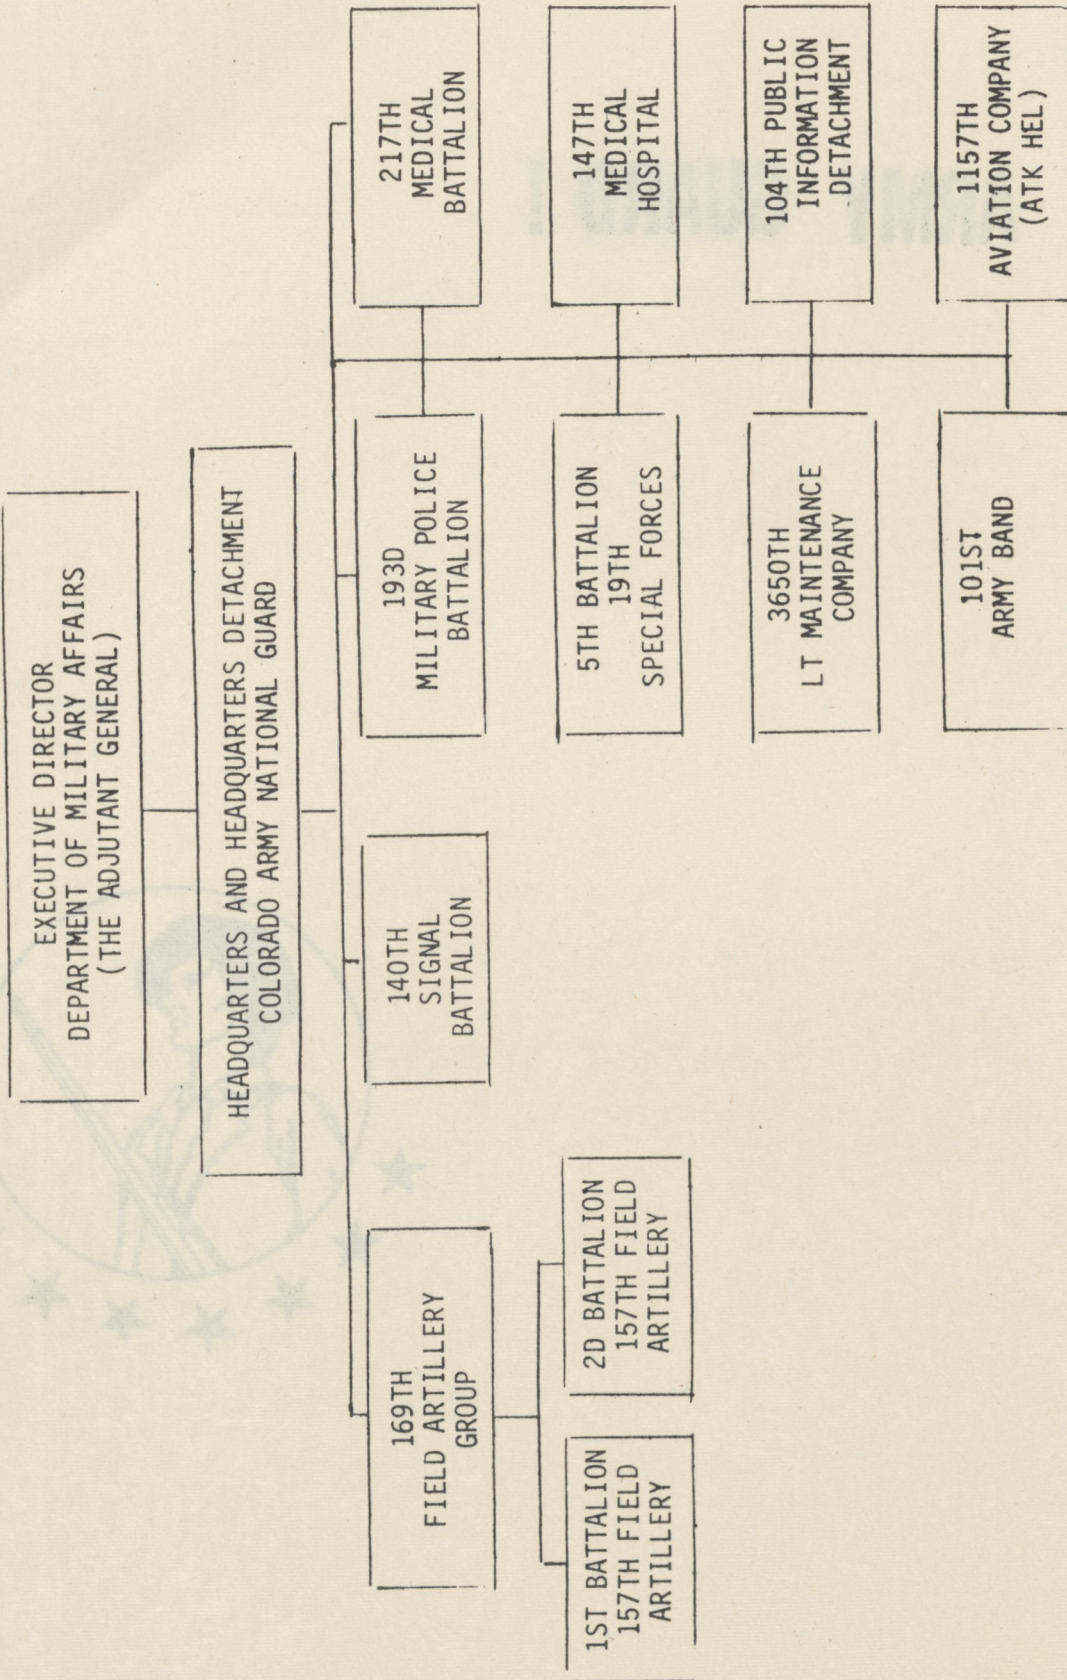 EXECUTIVE DIRECTOR
DEPARTMENT OF MILITARY AFFAIRS
(THE ADJUTANT GENERAL)
HEADQUARTERS AND HEADQUARTERS DETACHMENT
COLORADO ARMY NATIONAL GUARD
169TH
FIELD ARTILLERY
GROUP
140TH
SIGNAL
BATTALION
193D
MILITARY POLICE
BATTALION
217TH
MEDICAL
BATTALION
1ST BATTALION
157TH FIELD
ARTILLERY
2D BATTALION
157TH FIELD
ARTILLERY
5TH BATTALION
19TH
SPECIAL FORCES
147TH
MEDICAL
HOSPITAL
3650TH
LT MAINTENANCE
COMPANY
104TH PUBLIC
INFORMATION
DETACHMENT
101ST
ARMY BAND
1157TH
AVIATION COMPANY
(ATK HEL)